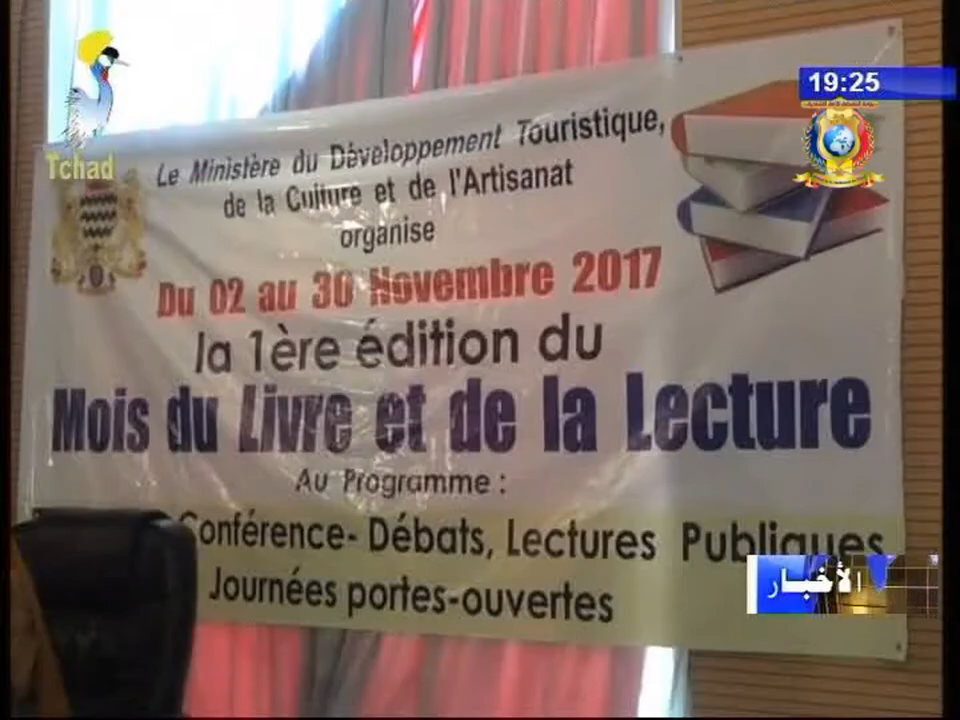 19:25
Tchad
Le Ministère du Développement Touristique,
de la Culture et de l'Artisanat
organise
Du 02 au 30 Novembre 2017
la 1ère édition du
Mois du Livre et de la Lecture
Au Programme :
Conférence- Débats, Lectures Publiques
Journées portes-ouvertes
الأخبار